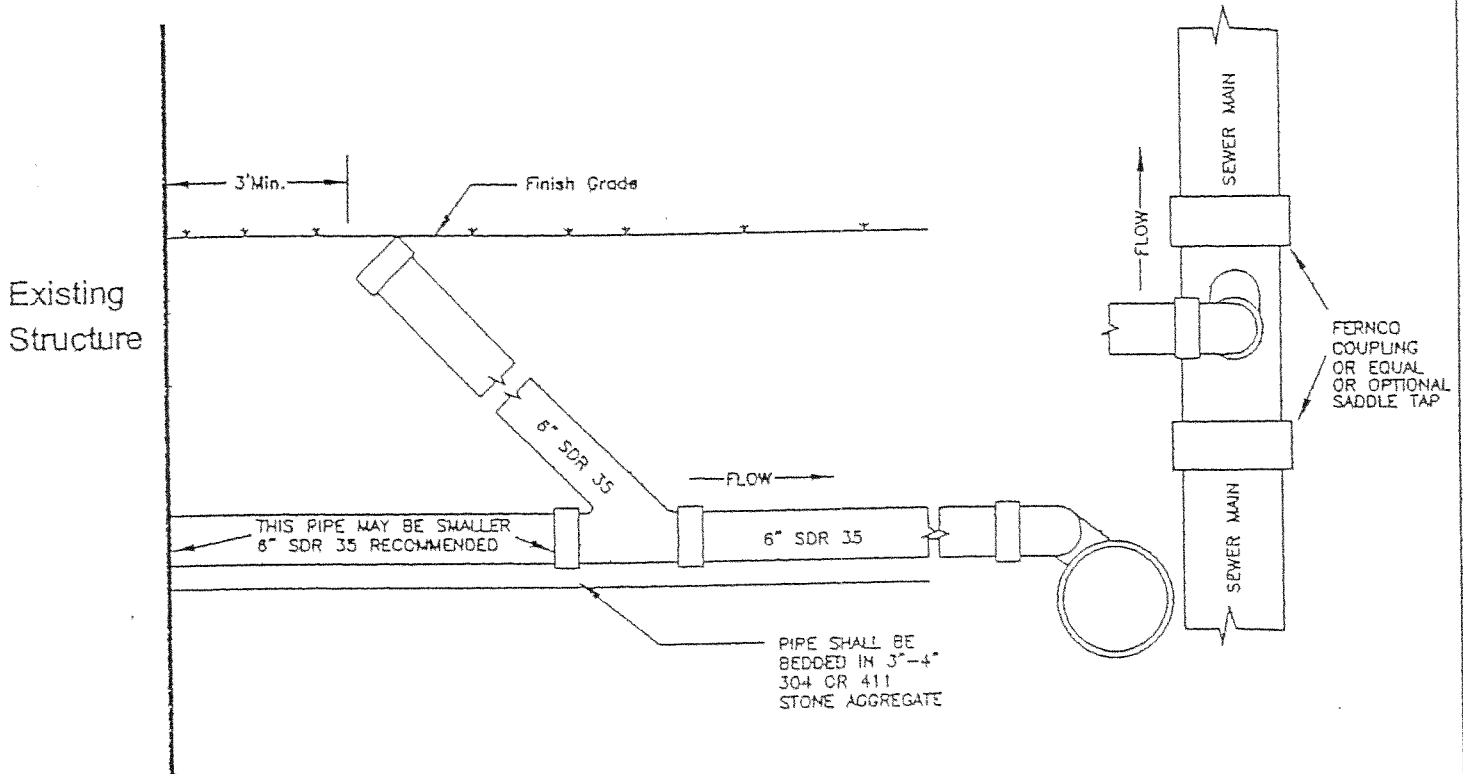 3'Min.
Finish Grade
Existing
Structure
6" SDR 35
FLOW
THIS PIPE MAY BE SMALLER
6" SDR 35 RECOMMENDED
6" SDR 35
PIPE SHALL BE
BEDDED IN 3"-4"
304 OR 411
STONE AGGREGATE
SEWER MAIN
FLOW
FERNCO
COUPLING
OR EQUAL
OR OPTIONAL
SADDLE TAP
SEWER MAIN